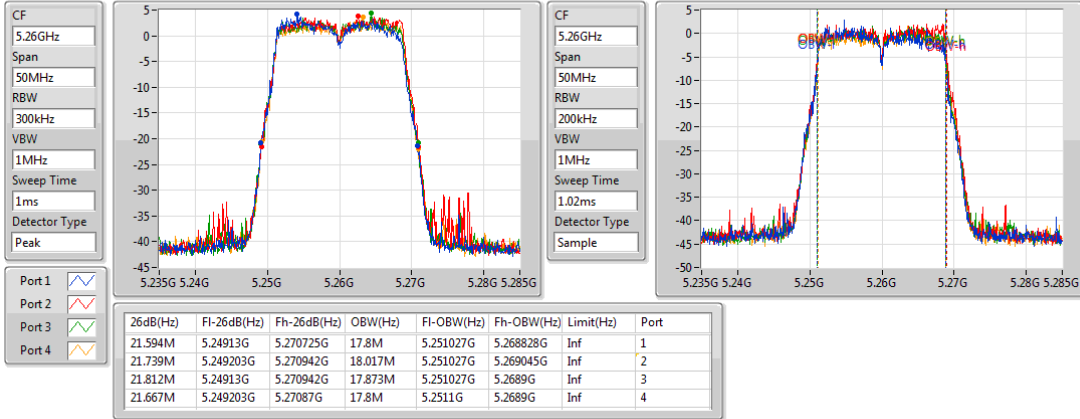 CF
5.26GHz
Span
50MHz
RBW
300kHz
VBW
1MHz
Sweep Time
1ms
Detector Type
Peak
Port 1
Port 2
Port 3
Port 4
5
0
-5
-10
-15
-20
-25
-30
-35
-40
-45
5.235G 5.24G 5.25G 5.26G 5.27G 5.28G 5.285G
CF
5.26GHz
Span
50MHz
RBW
200kHz
VBW
1MHz
Sweep Time
1.02ms
Detector Type
Sample
5
0
-5
-10
-15
-20
-25
-30
-35
-40
-45
-50
5.235G 5.24G 5.25G 5.26G 5.27G 5.28G 5.285G
26dB(Hz) Fl-26dB(Hz) Fh-26dB(Hz) OBW(Hz) Fl-OBW(Hz) Fh-OBW(Hz) Limit(Hz) Port
21.594M 5.24913G 5.270725G 17.8M 5.251027G 5.268828G Inf 1
21.739M 5.249203G 5.270942G 18.017M 5.251027G 5.269045G Inf 2
21.812M 5.24913G 5.270942G 17.873M 5.251027G 5.2689G Inf 3
21.667M 5.249203G 5.27087G 17.8M 5.2511G 5.2689G Inf 4